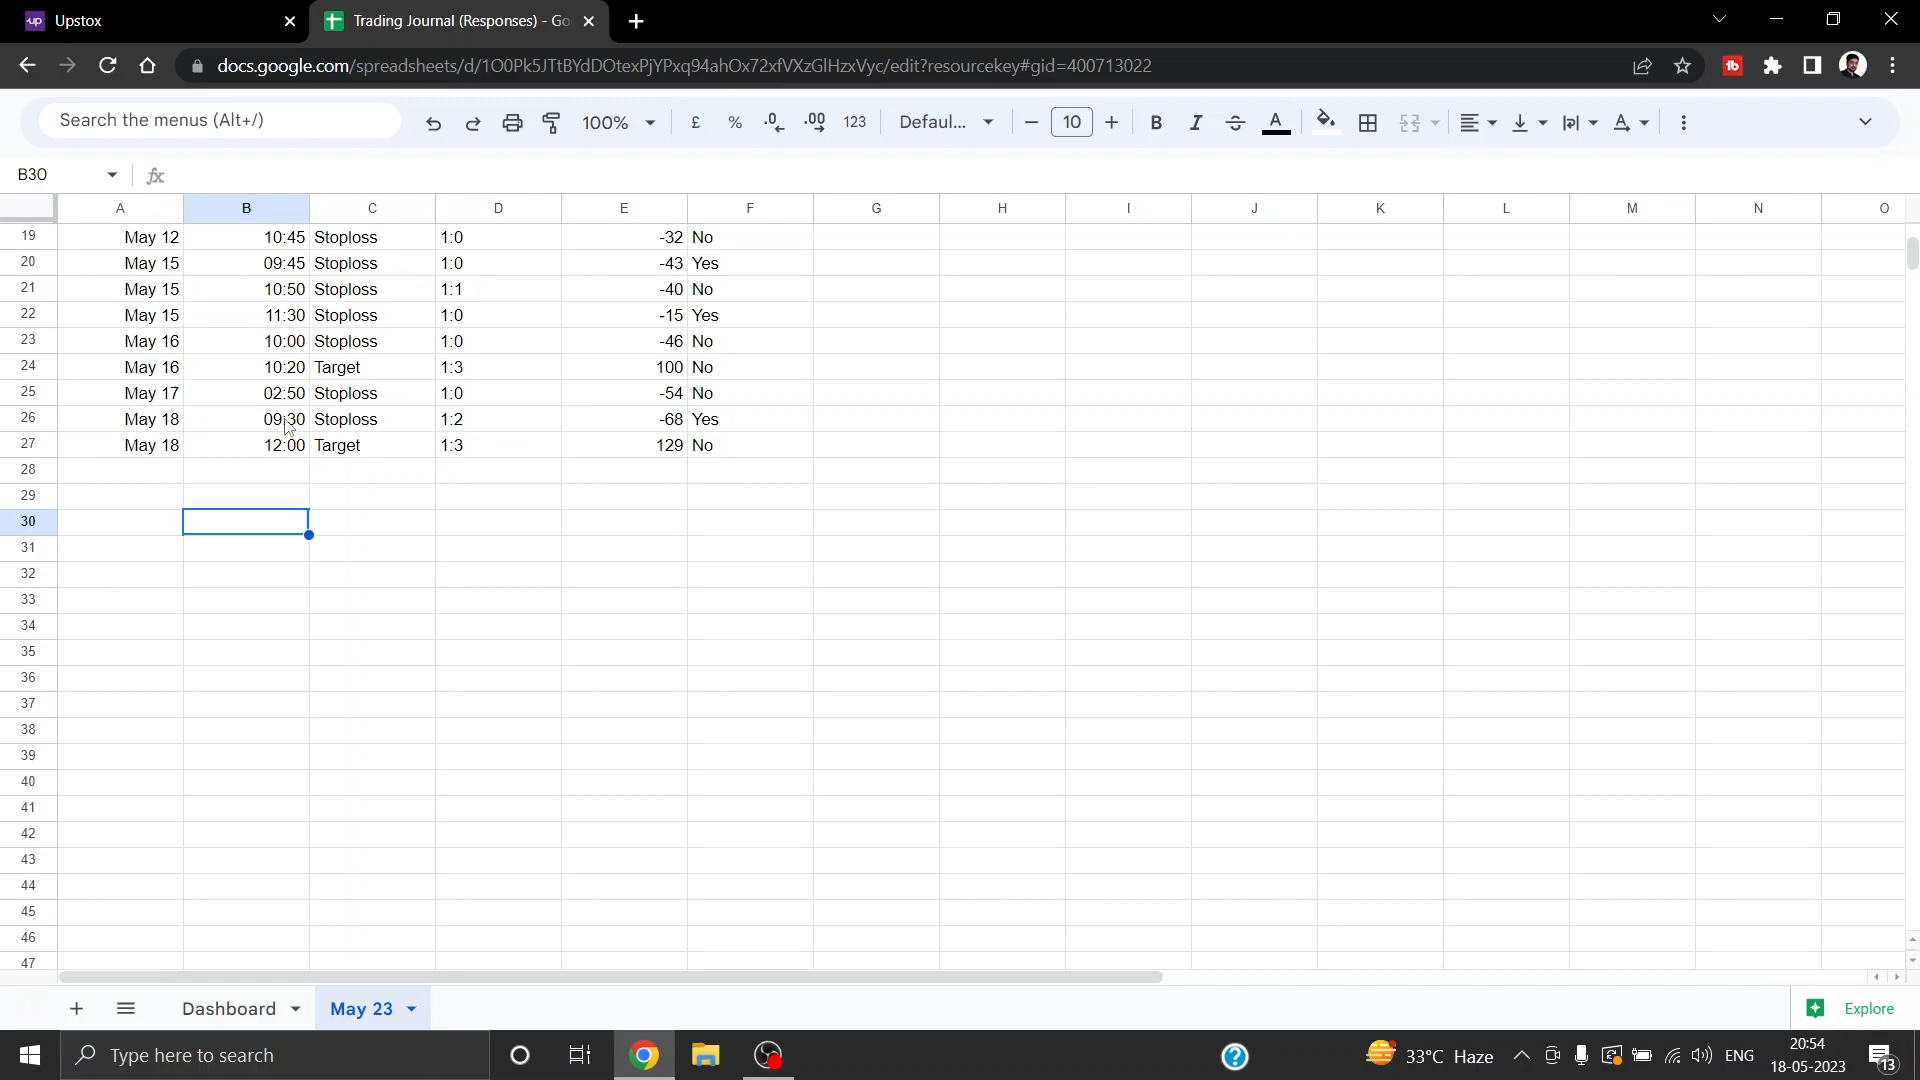 Upstox
Trading Journal (Responses) - Go
docs.google.com/spreadsheets/d/1O0Pk5JTtBYdDOtexPjYPxq94ahOx72xfVXzGlHzxVyc/edit?resourcekey#gid=400713022
Search the menus (Alt+/)
100%
£ % .0 .00 123
Defaul...
10
B I S A
B30
fx
A B C D E F G H I J K L M N O
19 May 12 10:45 Stoploss 1:0 -32 No
20 May 15 09:45 Stoploss 1:0 -43 Yes
21 May 15 10:50 Stoploss 1:1 -40 No
22 May 15 11:30 Stoploss 1:0 -15 Yes
23 May 16 10:00 Stoploss 1:0 -46 No
24 May 16 10:20 Target 1:3 100 No
25 May 17 02:50 Stoploss 1:0 -54 No
26 May 18 09:30 Stoploss 1:2 -68 Yes
27 May 18 12:00 Target 1:3 129 No
28
29
30
31
32
33
34
35
36
37
38
39
40
41
42
43
44
45
46
47
Dashboard
May 23
Explore
Type here to search
33°C Haze
ENG
20:54
18-05-2023
13